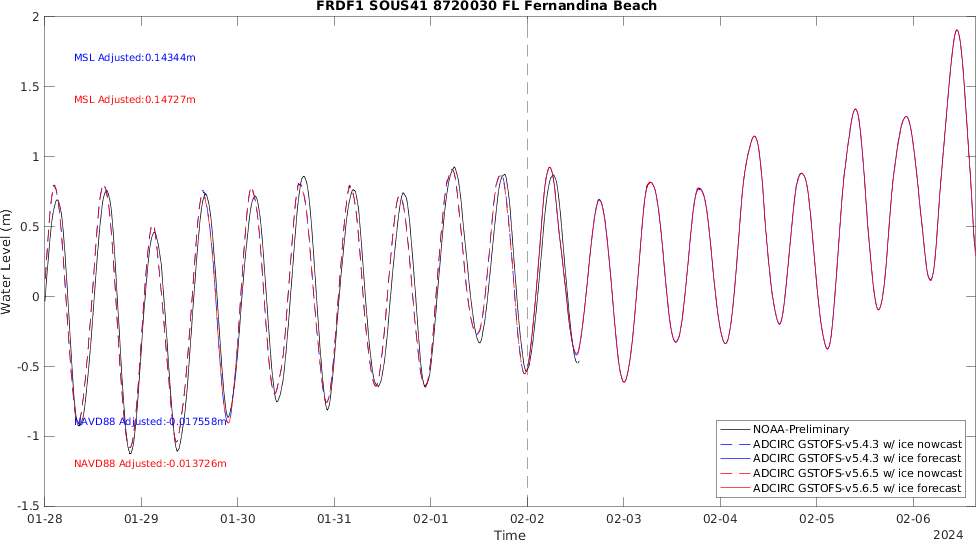 FRDF1 SOUS41 8720030 FL Fernandina Beach
2
1.5
1
0.5
0
-0.5
-1
-1.5
Water Level (m)
MSL Adjusted:0.14344m
MSL Adjusted:0.14727m
NAVD88 Adjusted:-0.017558m
NAVD88 Adjusted:-0.013726m
NOAA-Preliminary
ADCIRC GSTOFS-v5.4.3 w/ ice nowcast
ADCIRC GSTOFS-v5.4.3 w/ ice forecast
ADCIRC GSTOFS-v5.6.5 w/ ice nowcast
ADCIRC GSTOFS-v5.6.5 w/ ice forecast
01-28 01-29 01-30 01-31 02-01 02-02 02-03 02-04 02-05 02-06
Time
2024